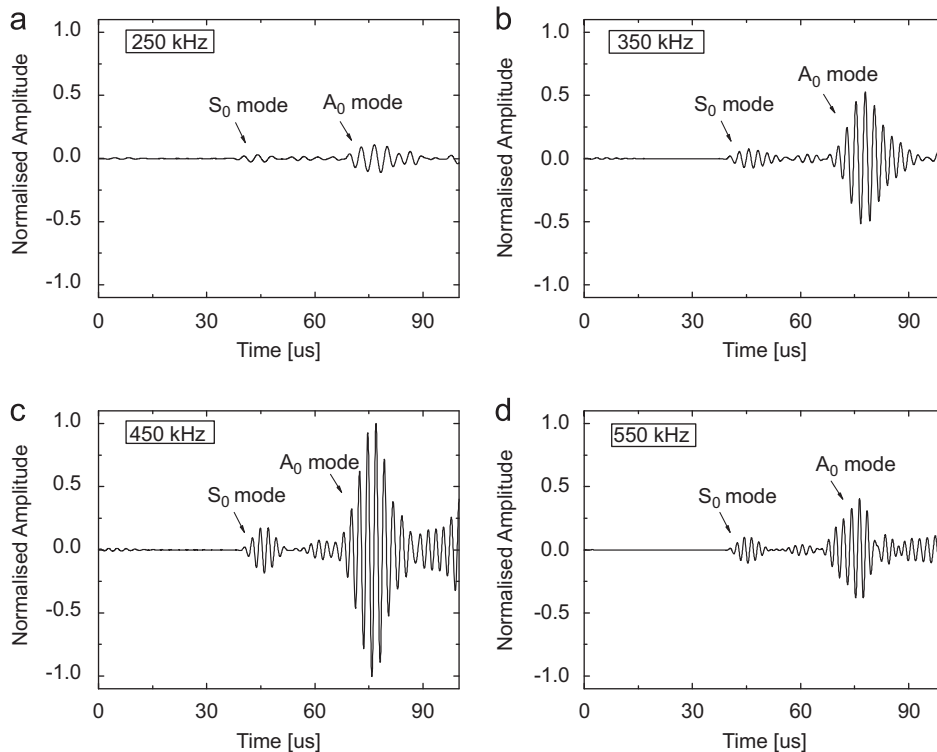 a
250 kHz
Normalised Amplitude
1.0
0.5
0.0
-0.5
-1.0
S0 mode
A0 mode
0
30
60
90
Time [us]
b
350 kHz
Normalised Amplitude
1.0
0.5
0.0
-0.5
-1.0
S0 mode
A0 mode
0
30
60
90
Time [us]
c
450 kHz
Normalised Amplitude
1.0
0.5
0.0
-0.5
-1.0
S0 mode
A0 mode
0
30
60
90
Time [us]
d
550 kHz
Normalised Amplitude
1.0
0.5
0.0
-0.5
-1.0
S0 mode
A0 mode
0
30
60
90
Time [us]